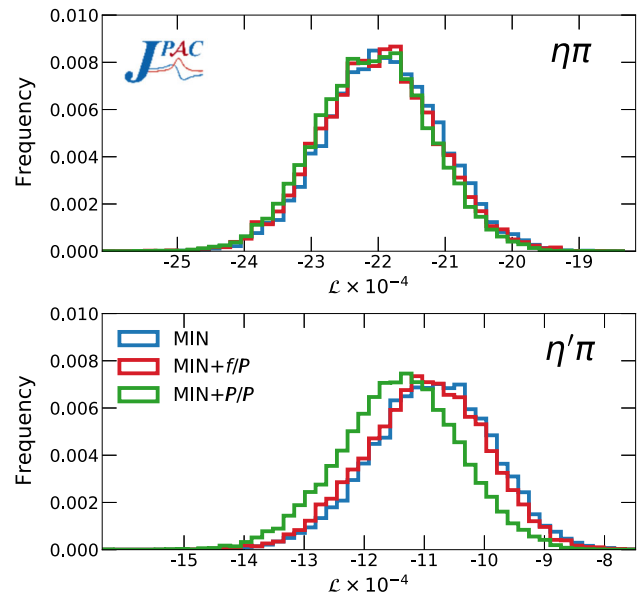 0.010
0.008
0.006
0.004
0.002
0.000
Frequency
JPAC
ηπ
-25 -24 -23 -22 -21 -20 -19
ℒ × 10⁻⁴
0.010
0.008
0.006
0.004
0.002
0.000
Frequency
MIN
MIN+f/P
MIN+P/P
η′π
-15 -14 -13 -12 -11 -10 -9 -8
ℒ × 10⁻⁴